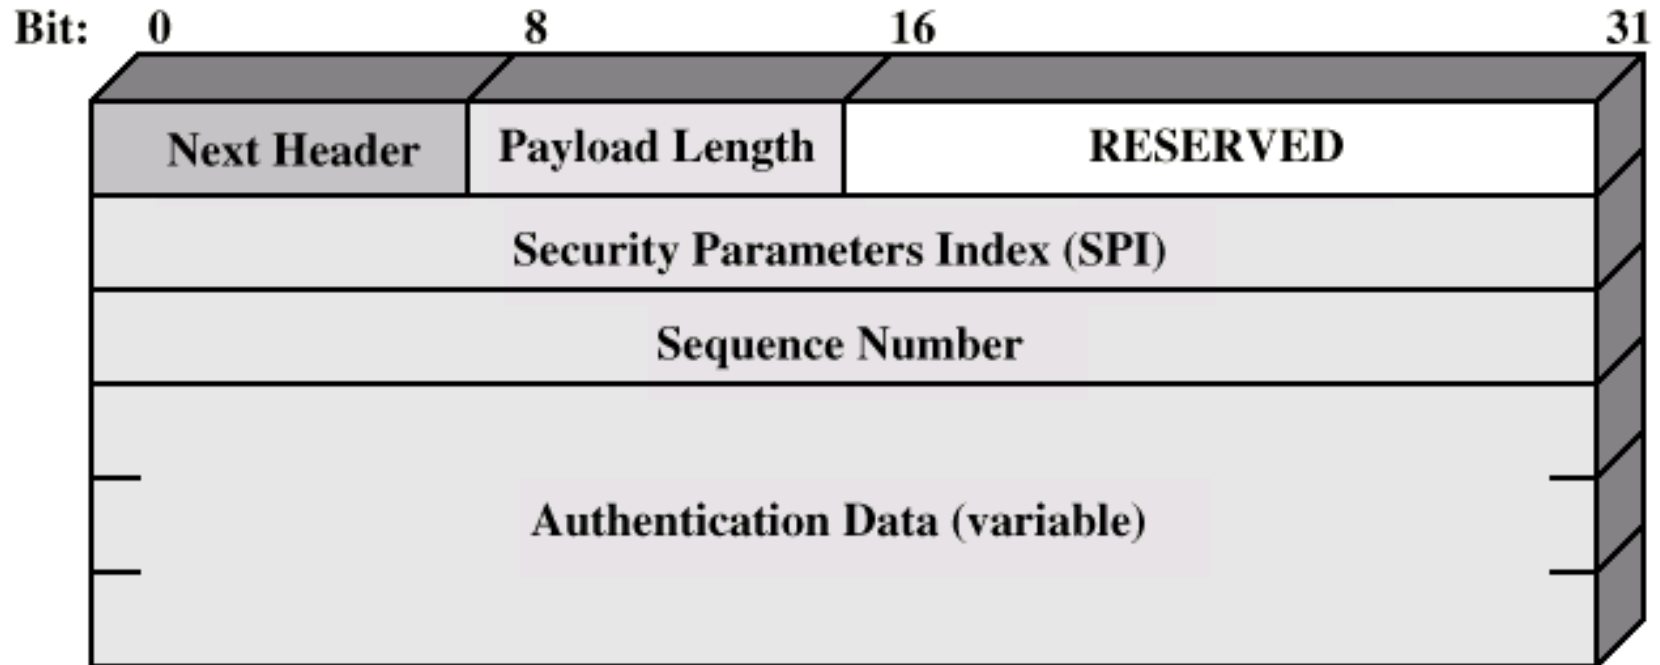 Bit: 0 8 16 31
Next Header Payload Length RESERVED
Security Parameters Index (SPI)
Sequence Number
Authentication Data (variable)